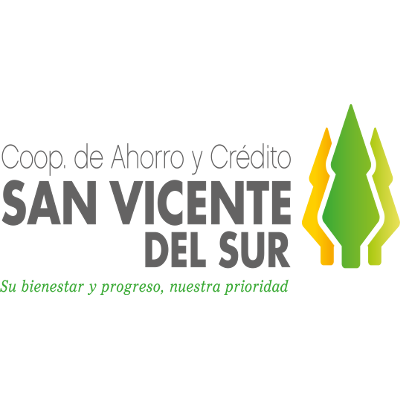 Coop. de Ahorro y Crédito
SAN VICENTE
DEL SUR
Su bienestar y progreso, nuestra prioridad